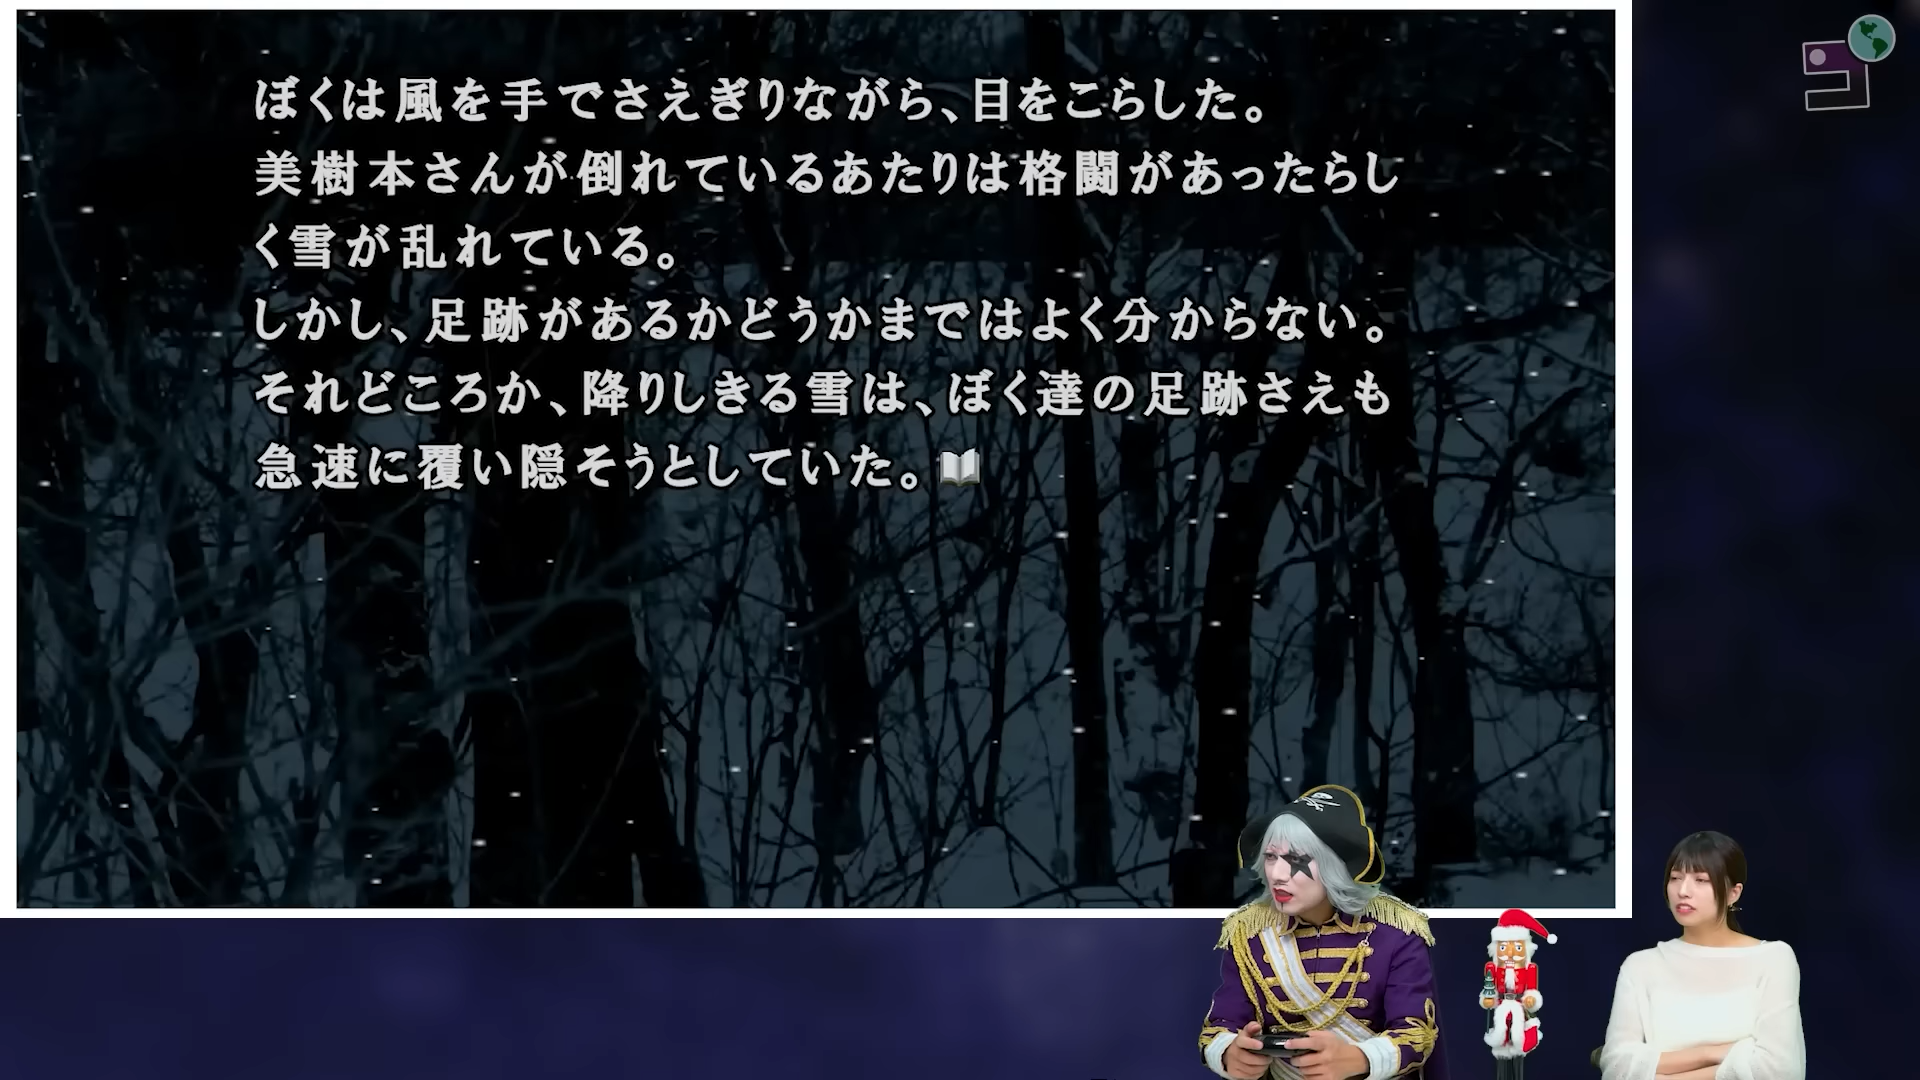 ぼくは風を手でさえぎりながら、目をこらした。
美樹本さんが倒れているあたりは格闘があったらし
く雪が乱れている。
しかし、足跡があるかどうかまではよく分からない。
それどころか、降りしきる雪は、ぼく達の足跡さえも
急速に覆い隠そうとしていた。